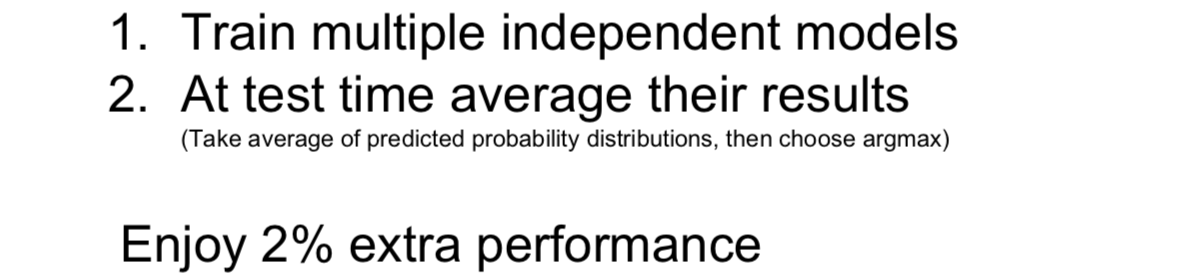 1. Train multiple independent models
2. At test time average their results
(Take average of predicted probability distributions, then choose argmax)
Enjoy 2% extra performance